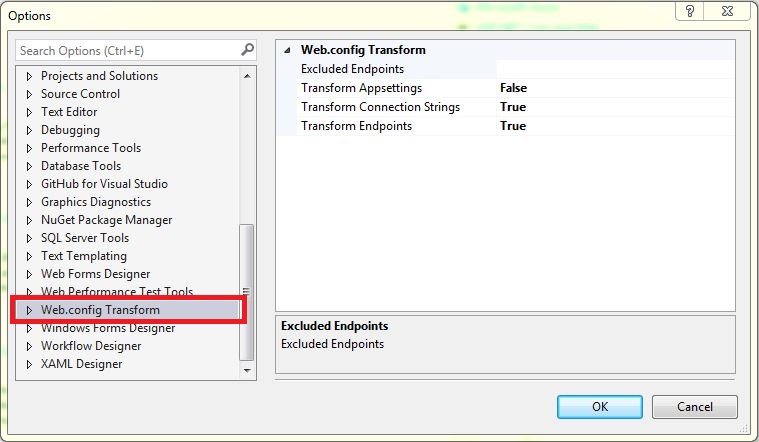 Options
Search Options (Ctrl+E)
Projects and Solutions
Source Control
Text Editor
Debugging
Performance Tools
Database Tools
GitHub for Visual Studio
Graphics Diagnostics
NuGet Package Manager
SQL Server Tools
Text Templating
Web Forms Designer
Web Performance Test Tools
Web.config Transform
Windows Forms Designer
Workflow Designer
XAML Designer
Web.config Transform
Excluded Endpoints
Transform Appsettings False
Transform Connection Strings True
Transform Endpoints True
Excluded Endpoints
Excluded Endpoints
OK Cancel